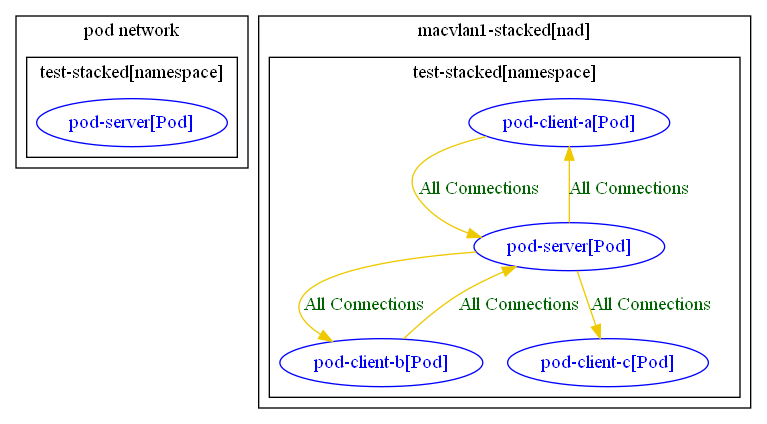 pod network
test-stacked[namespace]
pod-server[Pod]
macvlan1-stacked[nad]
test-stacked[namespace]
pod-client-a[Pod]
All Connections
All Connections
pod-server[Pod]
All Connections
All Connections
All Connections
pod-client-b[Pod]
pod-client-c[Pod]